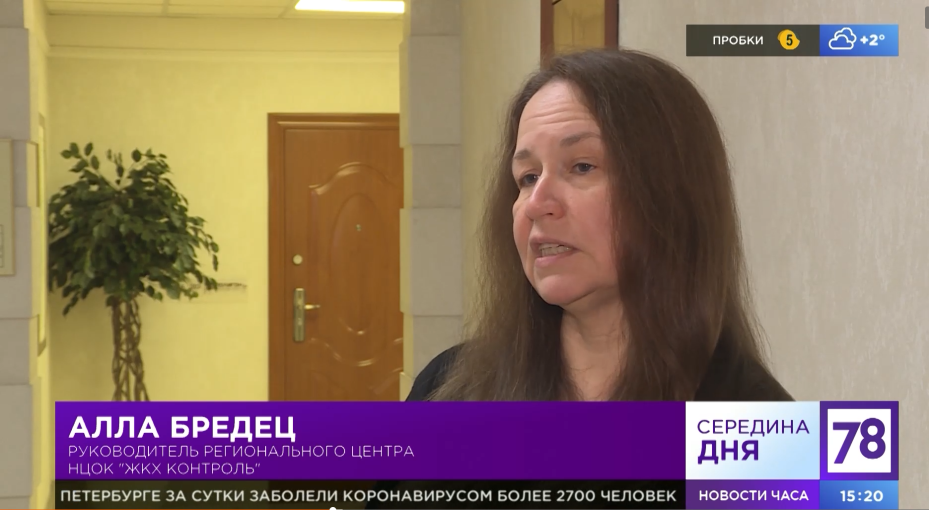 ПРОБКИ 5 +2°
АЛЛА БРЕДЕЦ
РУКОВОДИТЕЛЬ РЕГИОНАЛЬНОГО ЦЕНТРА
НЦОК "ЖКХ КОНТРОЛЬ"
СЕРЕДИНА
ДНЯ
78
ПЕТЕРБУРГЕ ЗА СУТКИ ЗАБОЛЕЛИ КОРОНАВИРУСОМ БОЛЕЕ 2700 ЧЕЛОВЕК
НОВОСТИ ЧАСА
15:20